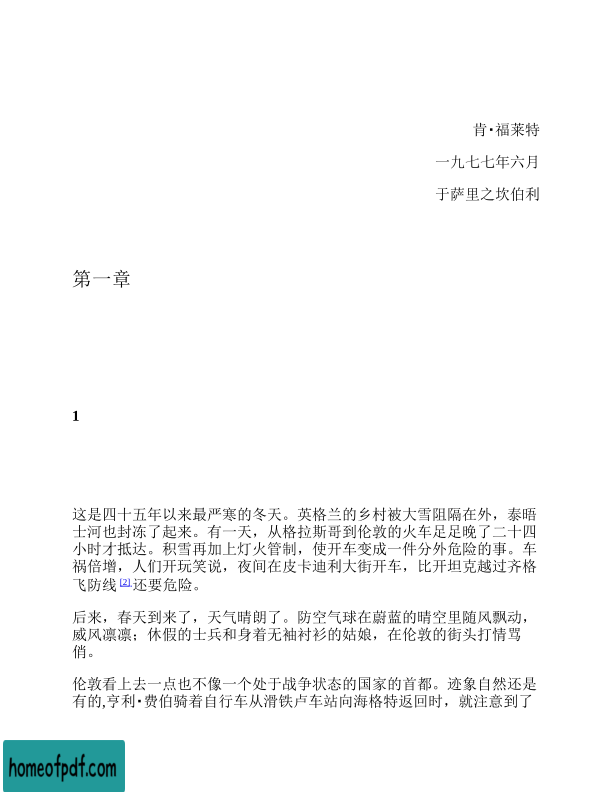 肯•福莱特
一九七七年六月
于萨里之坎伯利
第一章
1
这是四十五年以来最严寒的冬天。英格兰的乡村被大雪阻隔在外，泰晤
士河也封冻了起来。有一天，从格拉斯哥到伦敦的火车足足晚了二十四
小时才抵达。积雪再加上灯火管制，使开车变成一件分外危险的事。车
祸倍增，人们开玩笑说，夜间在皮卡迪利大街开车，比开坦克越过齐格
飞防线[2]还要危险。
后来，春天到来了，天气晴朗了。防空气球在蔚蓝的晴空里随风飘动，
威风凛凛；休假的士兵和身着无袖衬衫的姑娘，在伦敦的街头打情骂
俏。
伦敦看上去一点也不像一个处于战争状态的国家的首都。迹象自然还是
有的,亨利•费伯骑着自行车从滑铁卢车站向海格特返回时，就注意到了
homeofpdf.com